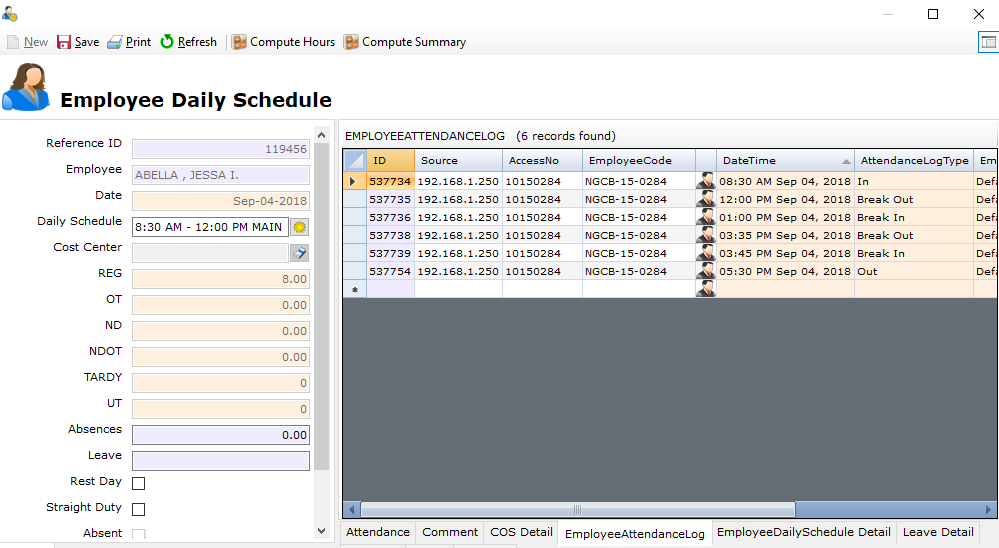 New Save Print Refresh Compute Hours Compute Summary
Employee Daily Schedule
Reference ID 119456
Employee ABELLA , JESSA I.
Date Sep-04-2018
Daily Schedule 8:30 AM - 12:00 PM MAIN
Cost Center
REG 8.00
OT 0.00
ND 0.00
NDOT 0.00
TARDY 0
UT 0
Absences 0.00
Leave
Rest Day
Straight Duty
Absent
EMPLOYEEATTENDANCELOG (6 records found)
ID Source AccessNo EmployeeCode DateTime AttendanceLogType Em
537734 192.168.1.250 10150284 NGCB-15-0284 08:30 AM Sep 04, 2018 In Defa
537735 192.168.1.250 10150284 NGCB-15-0284 12:00 PM Sep 04, 2018 Break Out Defa
537736 192.168.1.250 10150284 NGCB-15-0284 01:00 PM Sep 04, 2018 Break In Defa
537738 192.168.1.250 10150284 NGCB-15-0284 03:35 PM Sep 04, 2018 Break Out Defa
537739 192.168.1.250 10150284 NGCB-15-0284 03:45 PM Sep 04, 2018 Break In Defa
537754 192.168.1.250 10150284 NGCB-15-0284 05:30 PM Sep 04, 2018 Out Defa
Attendance Comment COS Detail EmployeeAttendanceLog EmployeeDailySchedule Detail Leave Detail